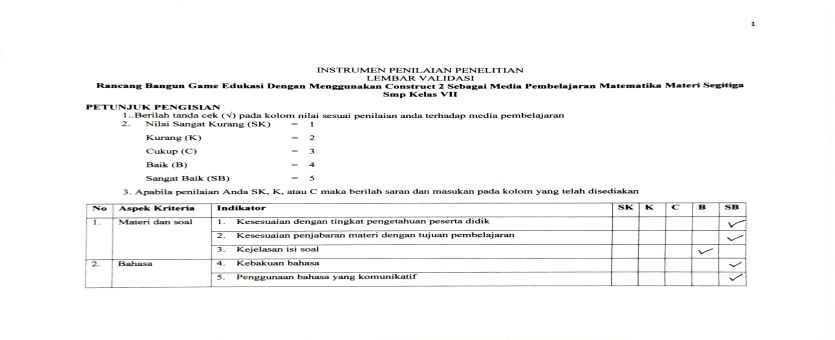 1
INSTRUMEN PENILAIAN PENELITIAN
LEMBAR VALIDASI
Rancang Bangun Game Edukasi Dengan Menggunakan Construct 2 Sebagai Media Pembelajaran Matematika Materi Segitiga
Smp Kelas VII
PETUNJUK PENGISIAN
1..Berilah tanda cek (√) pada kolom nilai sesuai penilaian anda terhadap media pembelajaran
2. Nilai Sangat Kurang (SK) = 1
Kurang (K) = 2
Cukup (C) = 3
Baik (B) = 4
Sangat Baik (SB) = 5
3. Apabila penilaian Anda SK, K, atau C maka berilah saran dan masukan pada kolom yang telah disediakan
No Aspek Kriteria Indikator SK K C B SB
1. Materi dan soal 1. Kesesuaian dengan tingkat pengetahuan peserta didik ✓
2. Kesesuaian penjabaran materi dengan tujuan pembelajaran ✓
3. Kejelasan isi soal ✓
2. Bahasa 4. Kebakuan bahasa ✓
5. Penggunaan bahasa yang komunikatif ✓